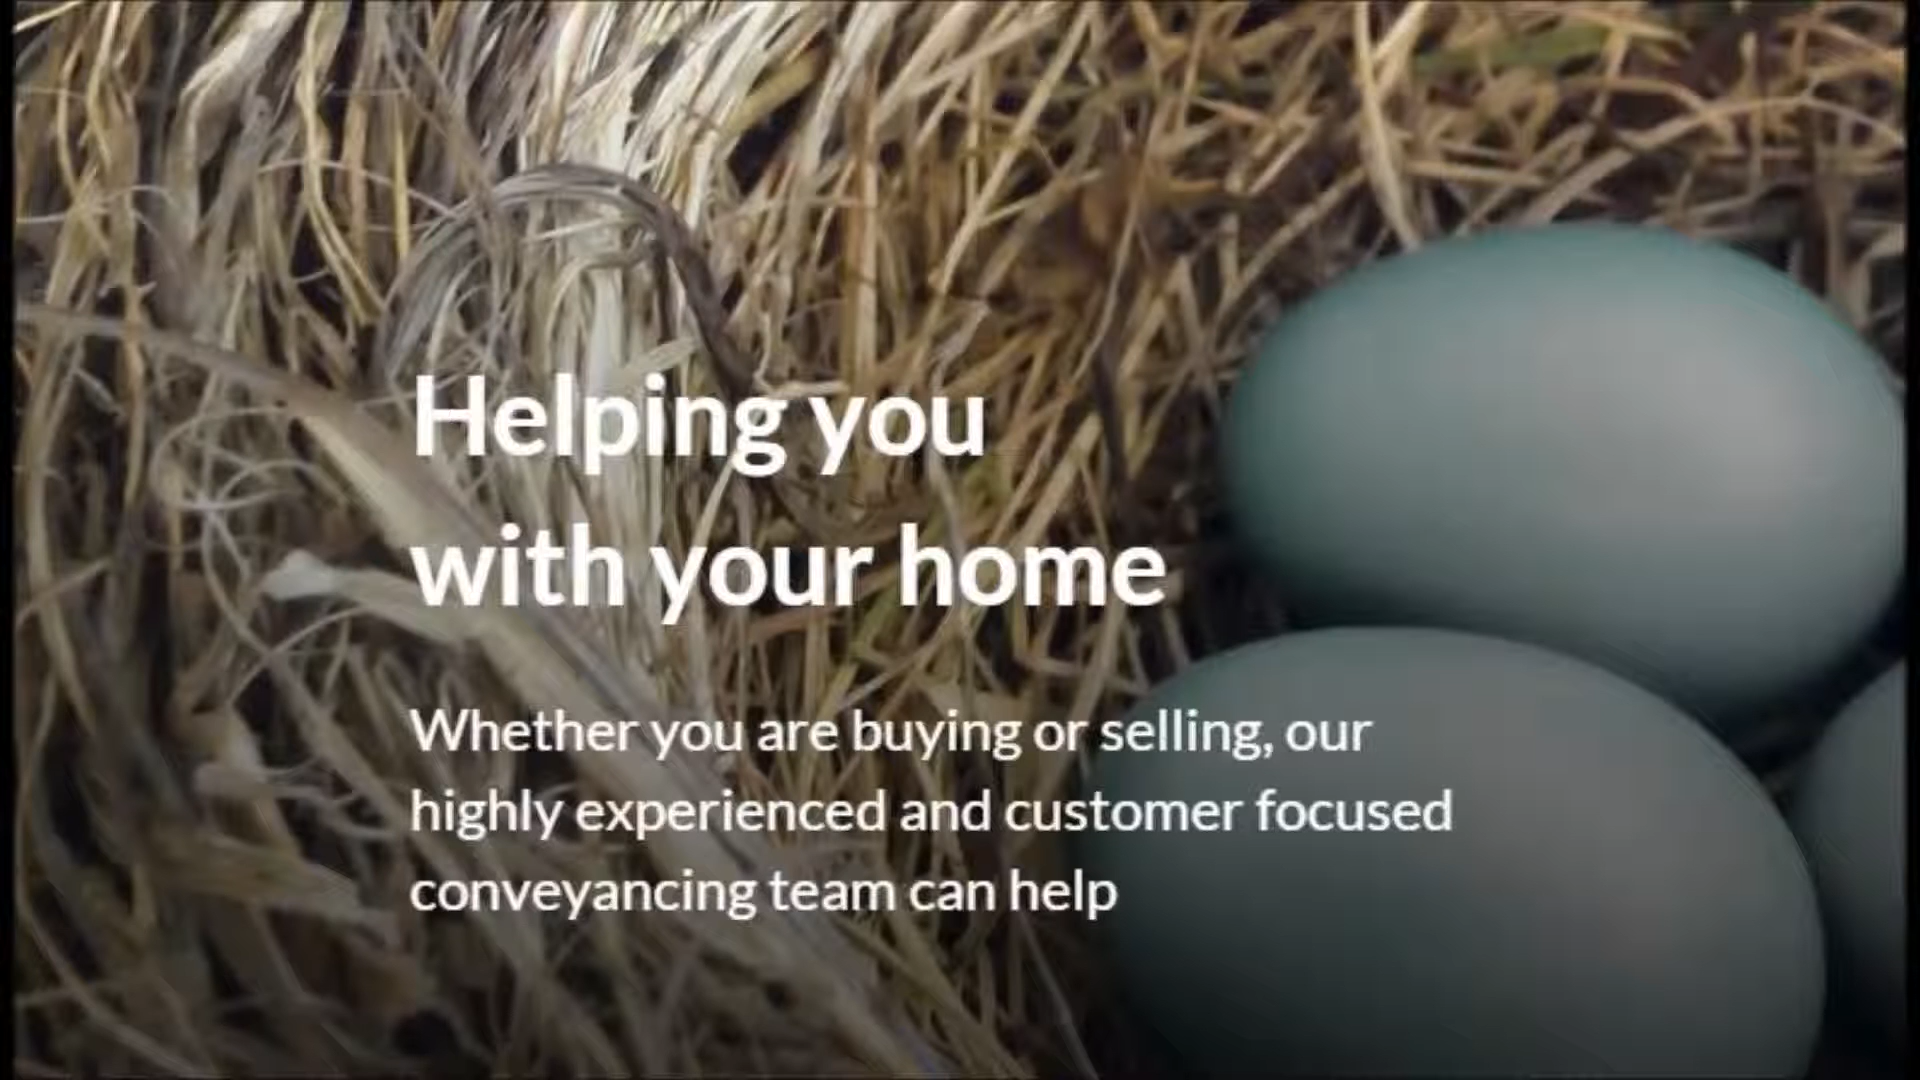 Helping you
with your home
Whether you are buying or selling, our
highly experienced and customer focused
conveyancing team can help